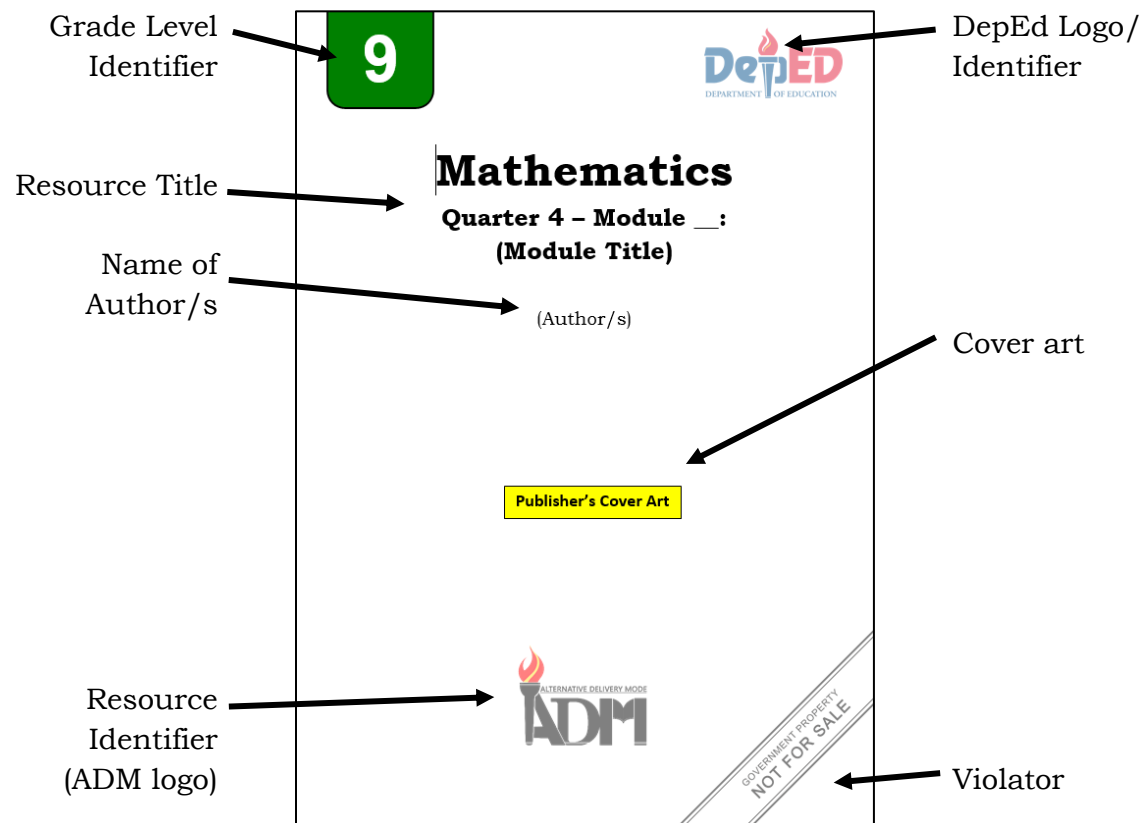 Grade Level
Identifier
9
DepED
DEPARTMENT OF EDUCATION
DepEd Logo/
Identifier
Resource Title
Mathematics
Quarter 4 – Module __:
(Module Title)
Name of
Author/s
(Author/s)
Cover art
Publisher's Cover Art
Resource
Identifier
(ADM logo)
ALTERNATIVE DELIVERY MODE
ADM
GOVERNMENT PROPERTY
NOT FOR SALE
Violator